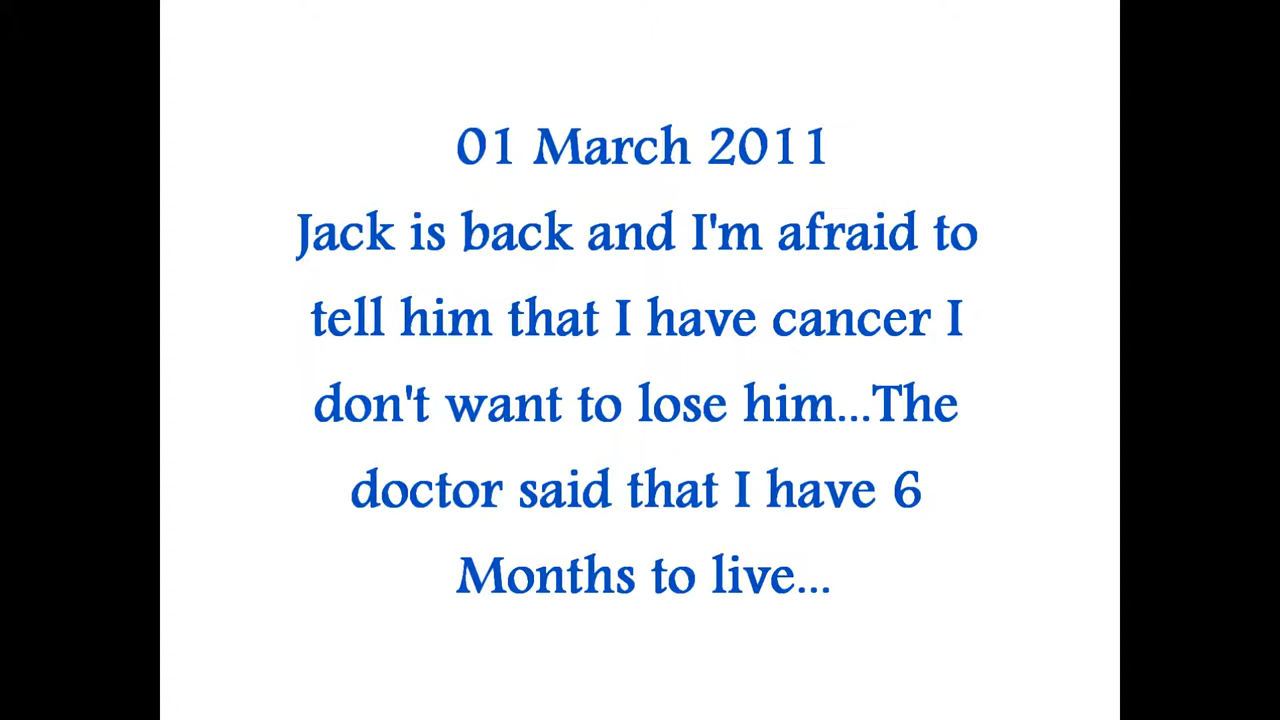 01 March 2011
Jack is back and I'm afraid to
tell him that I have cancer I
don't want to lose him...The
doctor said that I have 6
Months to live...